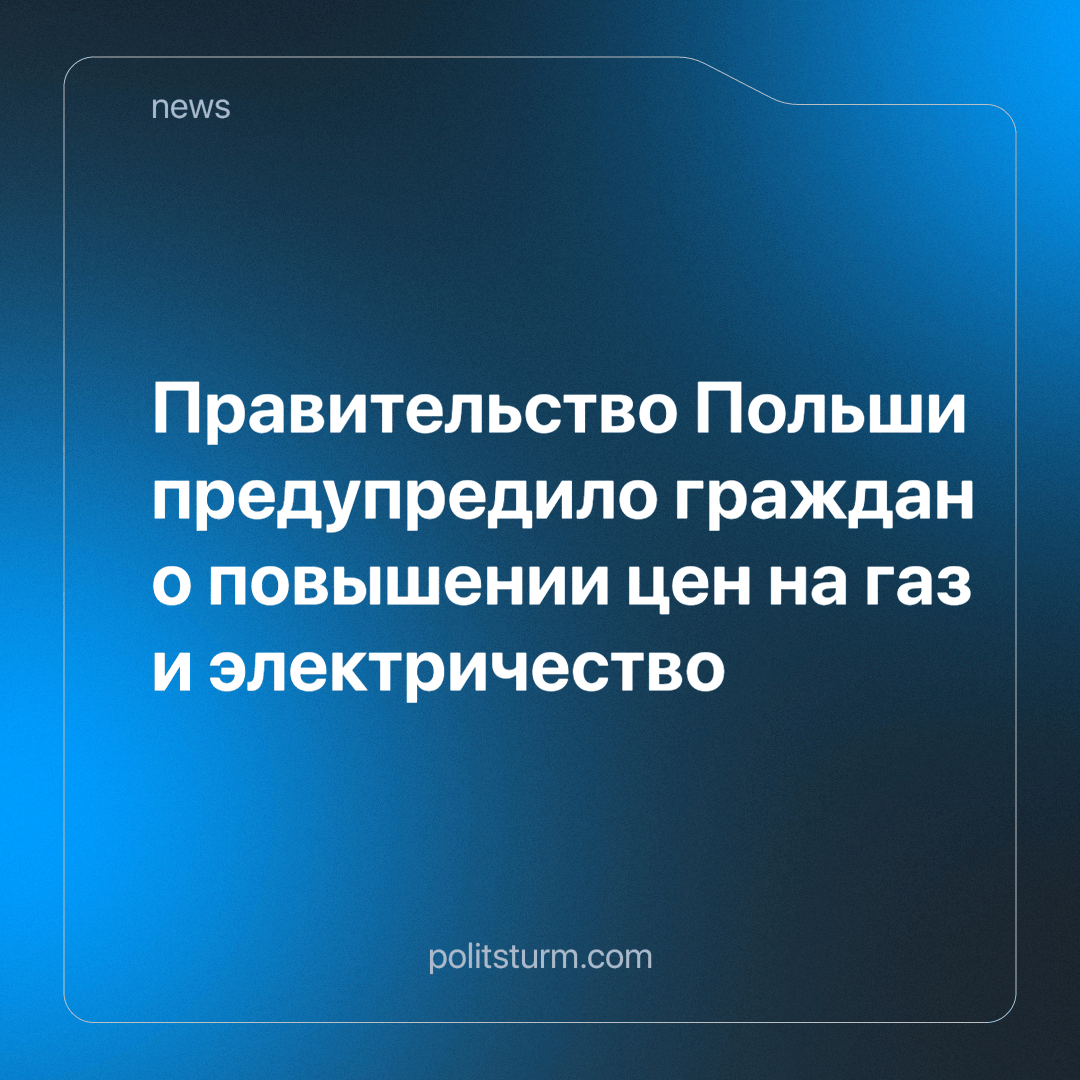 news
Правительство Польши
предупредило граждан
о повышении цен на газ
и электричество
politsturm.com